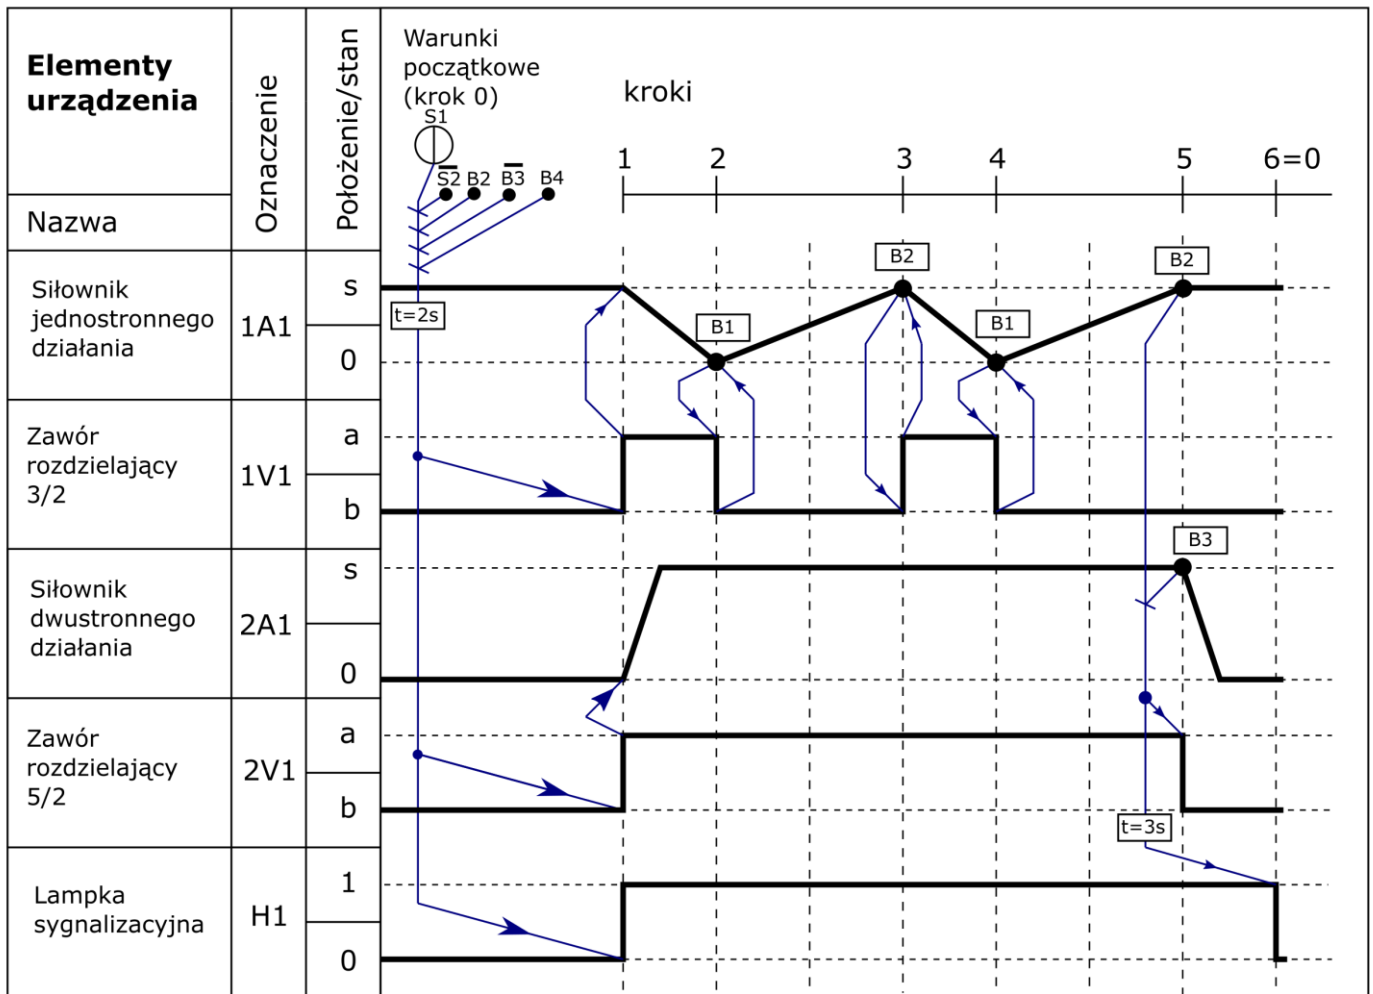 Elementy
urządzenia
Nazwa
Oznaczenie
Położenie/stan
Warunki
początkowe
(krok 0)
S1
S̅2̅ B2 B̅3̅ B4
kroki
1 2 3 4 5 6=0
Siłownik
jednostronnego
działania
1A1
s
0
t=2s
B1
B2
B1
B2
Zawór
rozdzielający
3/2
1V1
a
b
Siłownik
dwustronnego
działania
2A1
s
0
B3
Zawór
rozdzielający
5/2
2V1
a
b
t=3s
Lampka
sygnalizacyjna
H1
1
0